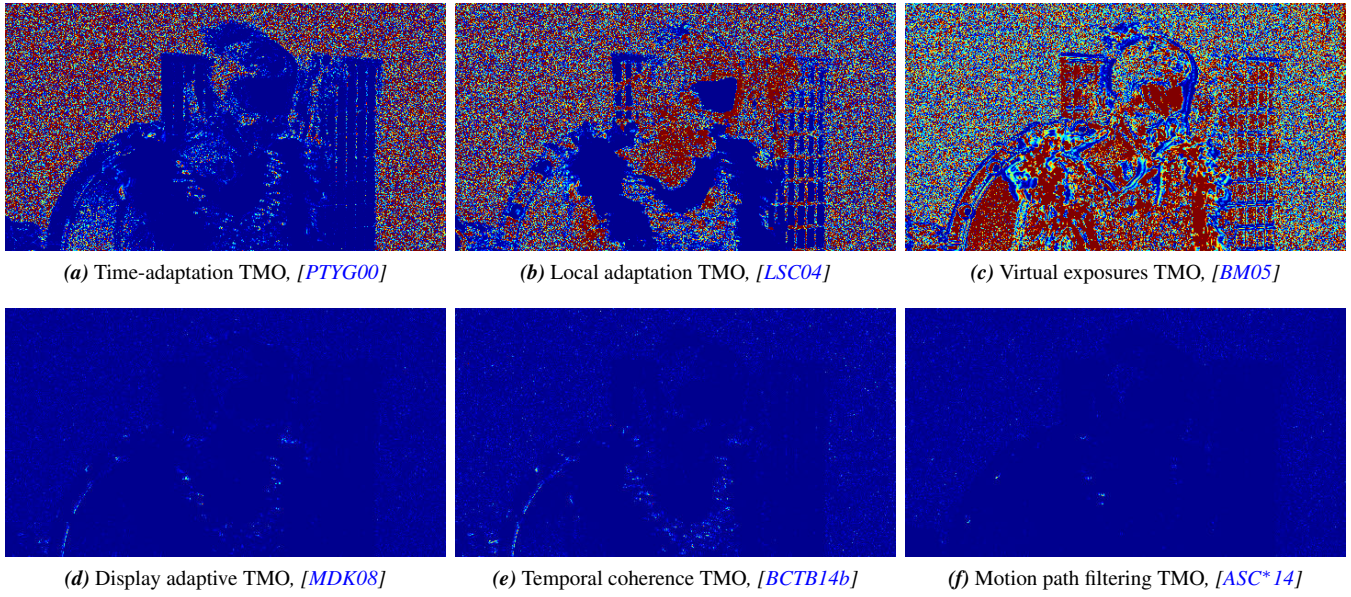 (a) Time-adaptation TMO, [PTYG00]
(b) Local adaptation TMO, [LSC04]
(c) Virtual exposures TMO, [BM05]
(d) Display adaptive TMO, [MDK08]
(e) Temporal coherence TMO, [BCTB14b]
(f) Motion path filtering TMO, [ASC*14]